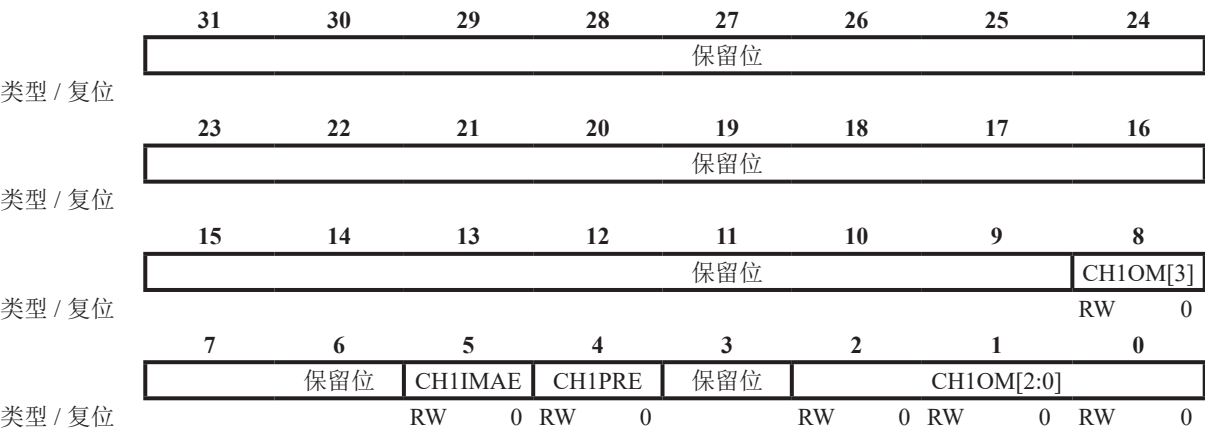 31 30 29 28 27 26 25 24
保留位
类型 / 复位
23 22 21 20 19 18 17 16
保留位
类型 / 复位
15 14 13 12 11 10 9 8
保留位 CH1OM[3]
类型 / 复位 RW 0
7 6 5 4 3 2 1 0
保留位 CH1IMAE CH1PRE 保留位 CH1OM[2:0]
类型 / 复位 RW 0 RW 0 RW 0 RW 0 RW 0